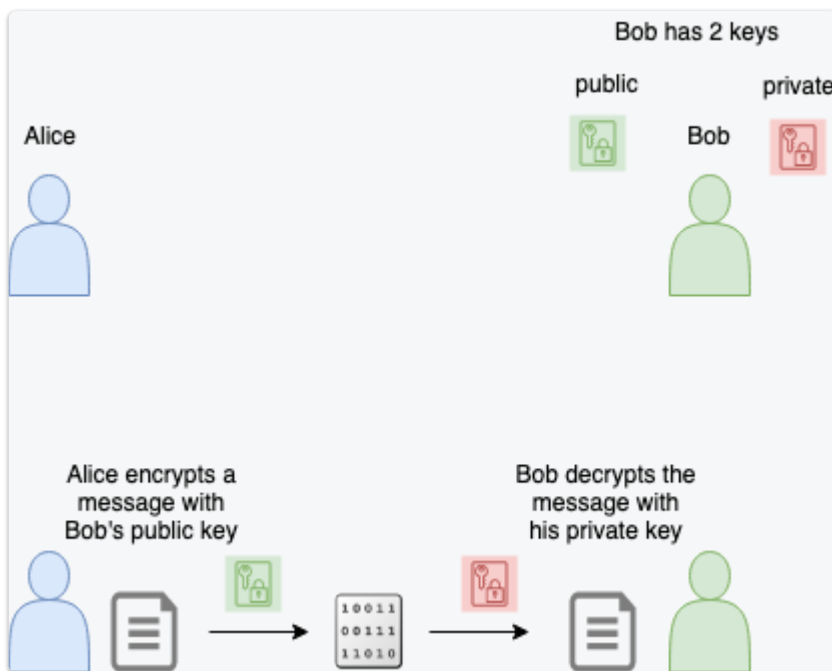 Bob has 2 keys
public
private
Alice
Bob
Alice encrypts a
message with
Bob's public key
Bob decrypts the
message with
his private key
10011
00111
11010